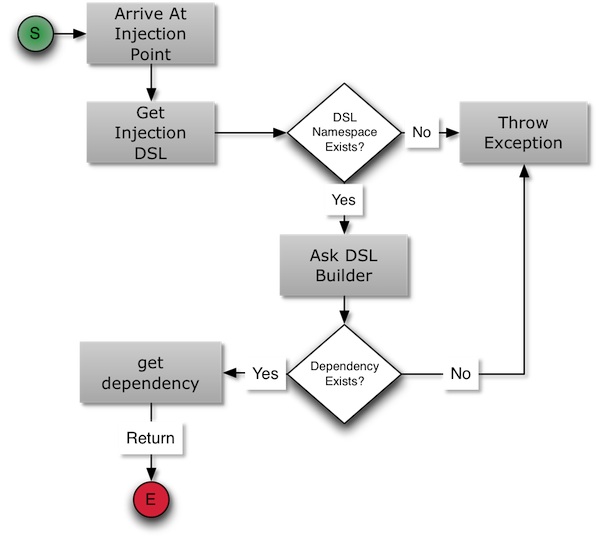 S
Arrive At
Injection
Point
Get
Injection
DSL
DSL
Namespace
Exists?
No
Throw
Exception
Yes
Ask DSL
Builder
Dependency
Exists?
No
Yes
get
dependency
Return
E